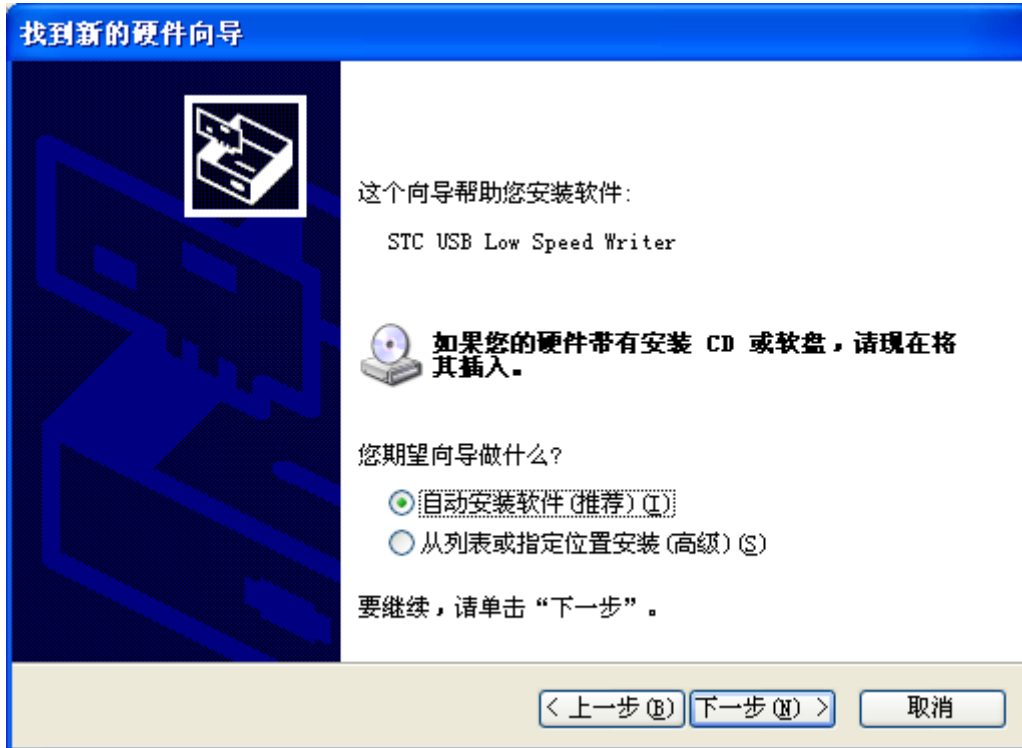 找到新的硬件向导
这个向导帮助您安装软件:
STC USB Low Speed Writer
如果您的硬件带有安装 CD 或软盘，请现在将
其插入。
您期望向导做什么?
自动安装软件(推荐)(I)
从列表或指定位置安装(高级)(S)
要继续，请单击“下一步”。
< 上一步(B) 下一步(N) > 取消